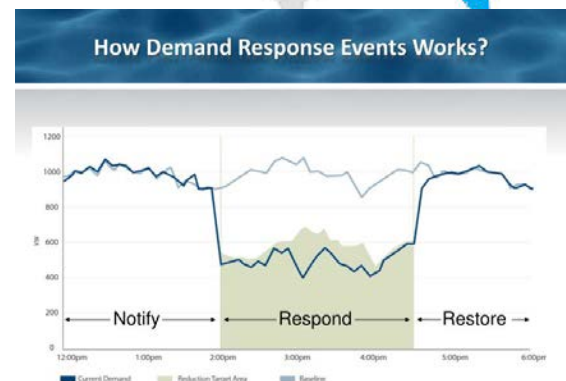 How Demand Response Events Works?
1200
1000
800
600
400
200
0
kW
Notify
Respond
Restore
12:00pm 1:00pm 2:00pm 3:00pm 4:00pm 5:00pm 6:00pm
Current Demand Reduction Target Area Baseline